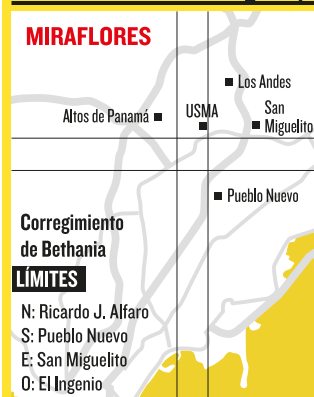 MIRAFLORES
Los Andes
Altos de Panamá
USMA
San
Miguelito
Pueblo Nuevo
Corregimiento
de Bethania
LÍMITES
N: Ricardo J. Alfaro
S: Pueblo Nuevo
E: San Miguelito
O: El Ingenio